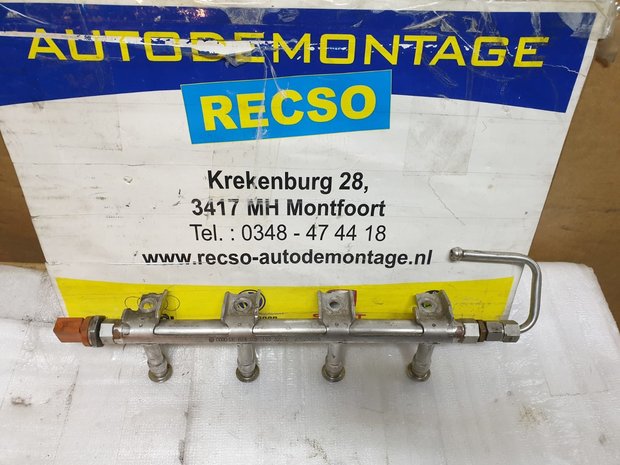 AUTODEMONTAGE
RECSO
Krekenburg 28,
3417 MH Montfoort
Tel. : 0348 - 47 44 18
www.recso-autodemontage.nl